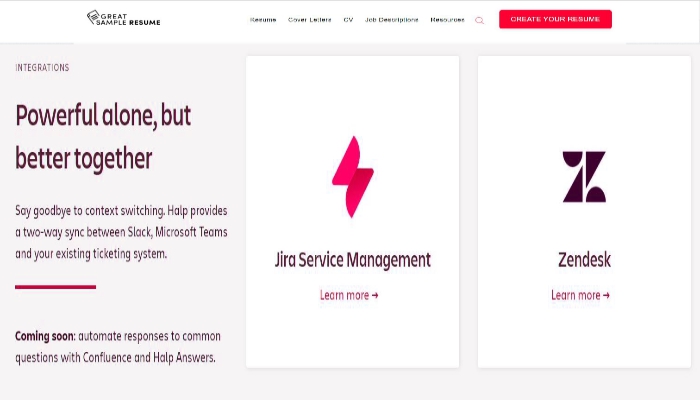 GREAT
SAMPLE RESUME
Resume Cover Letters CV Job Descriptions Resources
CREATE YOUR RESUME
INTEGRATIONS
Powerful alone, but
better together
Say goodbye to context switching. Halp provides
a two-way sync between Slack, Microsoft Teams
and your existing ticketing system.
Coming soon: automate responses to common
questions with Confluence and Halp Answers.
Jira Service Management
Learn more →
Zendesk
Learn more →